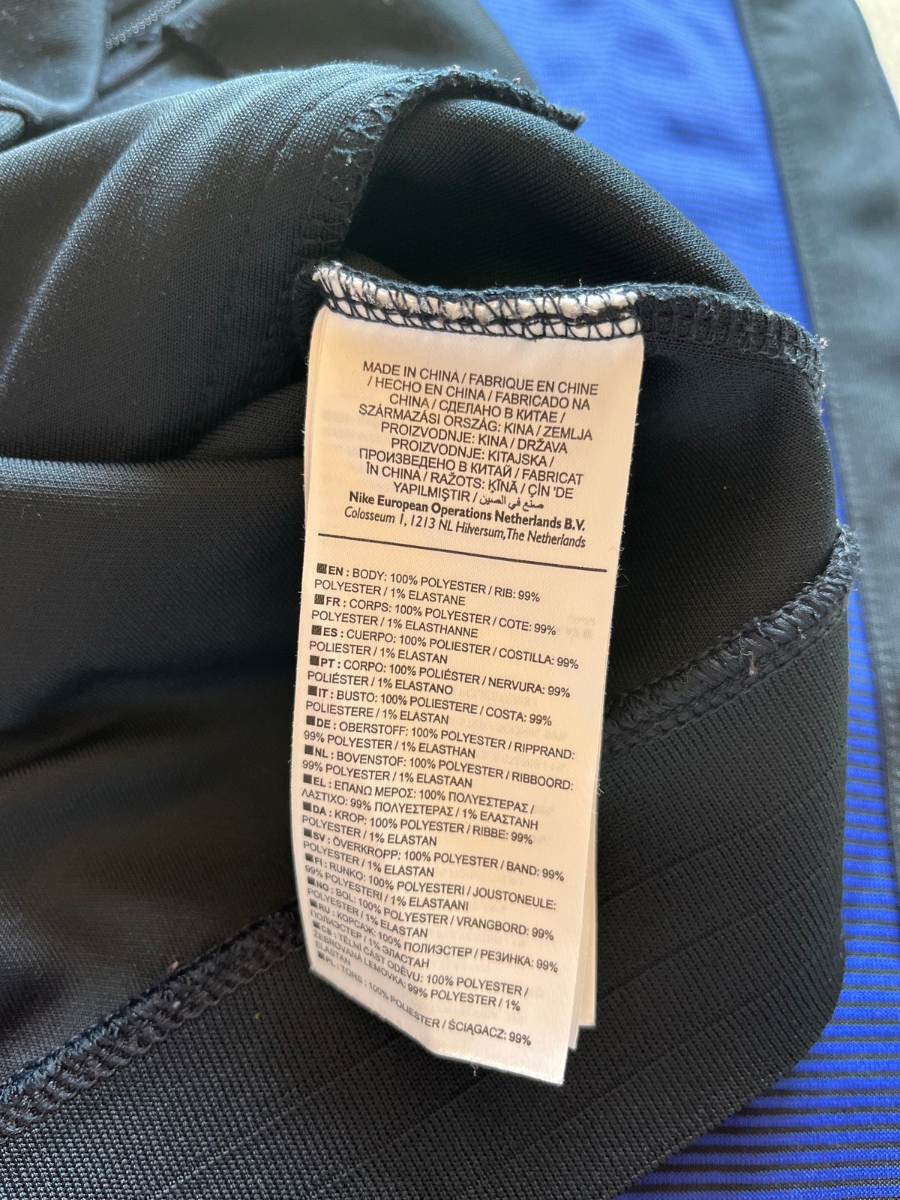 MADE IN CHINA / FABRIQUE EN CHINE
/ HECHO EN CHINA / FABRICADO NA
CHINA / СДЕЛАНО В КИТАЕ /
SZÁRMAZÁSI ORSZÁG: KINA / ZEMLJA
PROIZVODNJE: KINA / DRŽAVA
PROIZVODNJE: KITAJSKA /
ПРОИЗВЕДЕНО В КИТАЙ / FABRICAT
ÎN CHINA / RAŽOTS: ĶĪNĀ / ÇIN 'DE
YAPILMIŞTIR / صنع في الصين
Nike European Operations Netherlands B.V.
Colosseum 1, 1213 NL Hilversum, The Netherlands
EN : BODY: 100% POLYESTER / RIB: 99%
POLYESTER / 1% ELASTANE
FR : CORPS: 100% POLYESTER / COTE: 99%
POLYESTER / 1% ELASTHANNE
ES : CUERPO: 100% POLIESTER / COSTILLA: 99%
POLIESTER / 1% ELASTAN
PT : CORPO: 100% POLIÉSTER / NERVURA: 99%
POLIÉSTER / 1% ELASTANO
IT : BUSTO: 100% POLIESTERE / COSTA: 99%
POLIESTERE / 1% ELASTAN
DE : OBERSTOFF: 100% POLYESTER / RIPPRAND:
99% POLYESTER / 1% ELASTHAN
NL : BOVENSTOF: 100% POLYESTER / RIBBOORD:
99% POLYESTER / 1% ELASTAAN
EL : ΕΠΑΝΩ ΜΕΡΟΣ: 100% ΠΟΛΥΕΣΤΕΡΑΣ /
ΛΑΣΤΙΧΟ: 99% ΠΟΛΥΕΣΤΕΡΑΣ / 1% ΕΛΑΣΤΑΝΗ
DA : KROP: 100% POLYESTER / RIBBE: 99%
POLYESTER / 1% ELASTAN
SV : ÖVERKROPP: 100% POLYESTER / BAND: 99%
POLYESTER / 1% ELASTAN
FI : RUNKO: 100% POLYESTERI / JOUSTONEULE:
99% POLYESTERI / 1% ELASTAANI
NO : BOL: 100% POLYESTER / VRANGBORD: 99%
POLYESTER / 1% ELASTAN
RU : КОРСАЖ: 100% ПОЛИЭСТЕР / РЕЗИНКА: 99%
ПОЛИЭСТЕР / 1% ЭЛАСТАН
CS : TĚLNÍ ČÁST ODĚVU: 100% POLYESTER /
ŽEBROVANÁ LEMOVKA: 99% POLYESTER / 1%
ELASTAN
PL : TORS : 100% POLIESTER / ŚCIĄGACZ: 99%